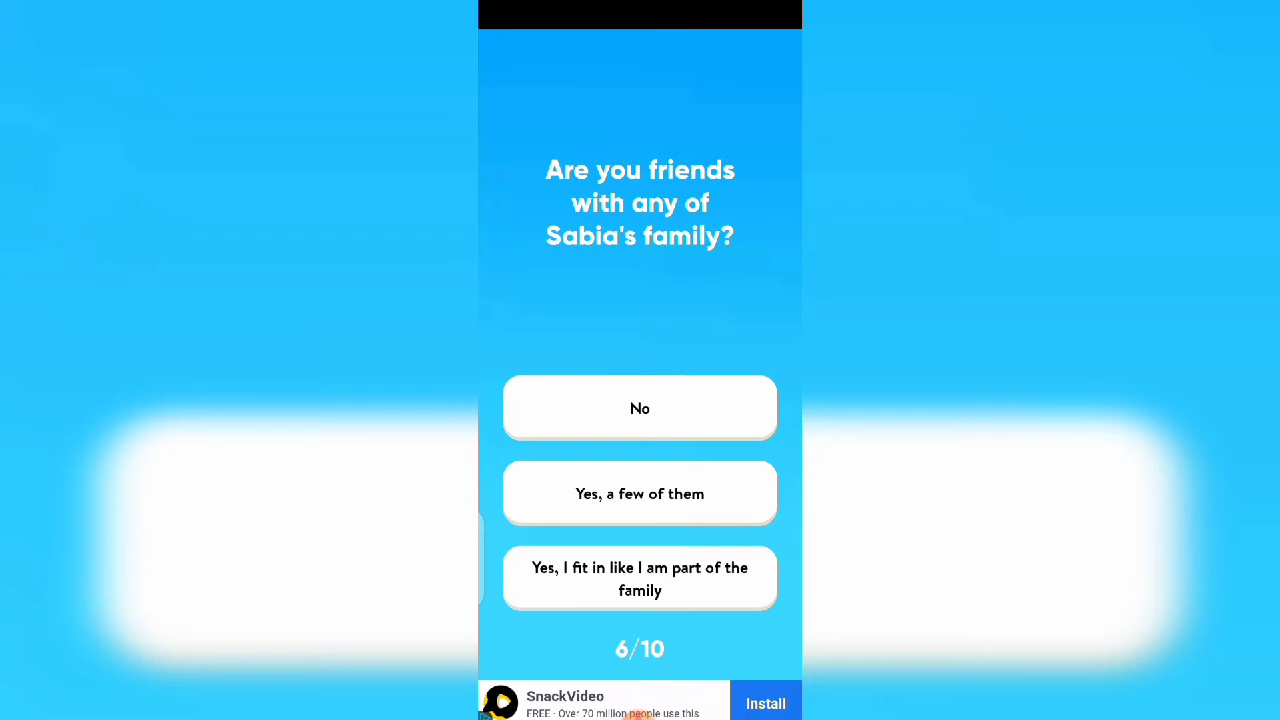 Are you friends
with any of
Sabia's family?
No
Yes, a few of them
Yes, I fit in like I am part of the
family
6/10
SnackVideo
FREE · Over 70 million people use this
Install